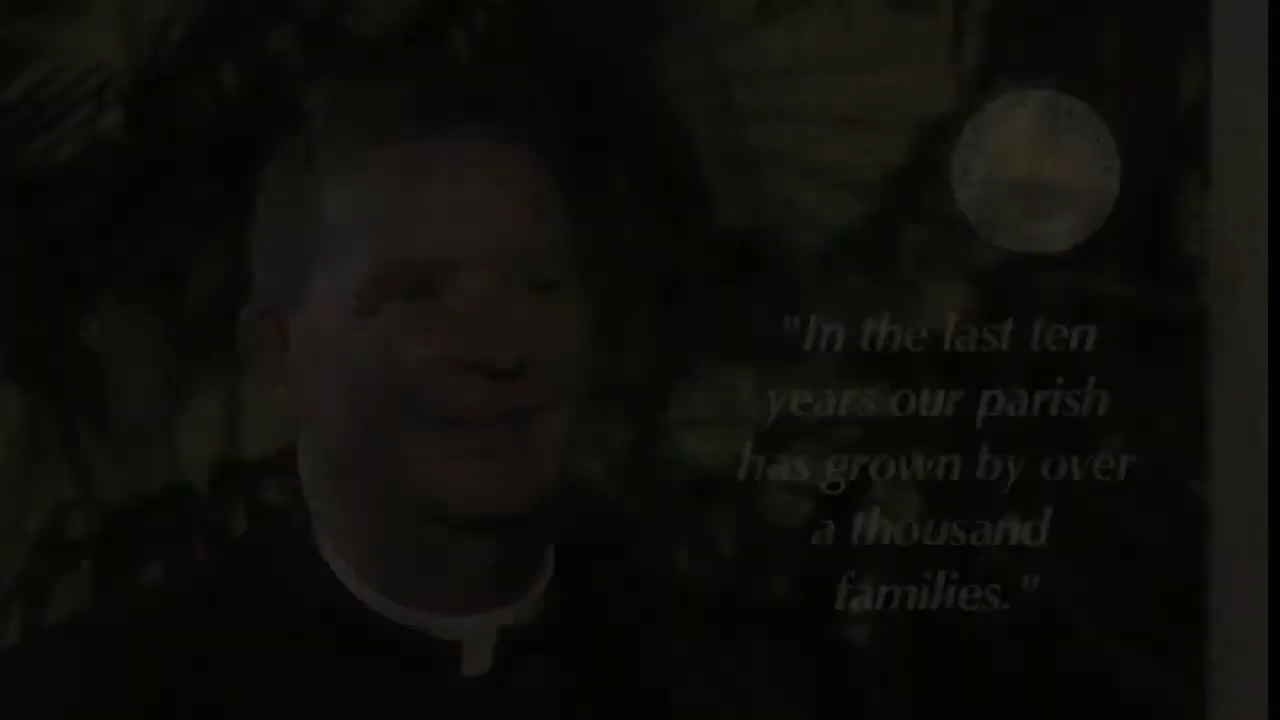 "In the last ten
years our parish
has grown by over
a thousand
families."